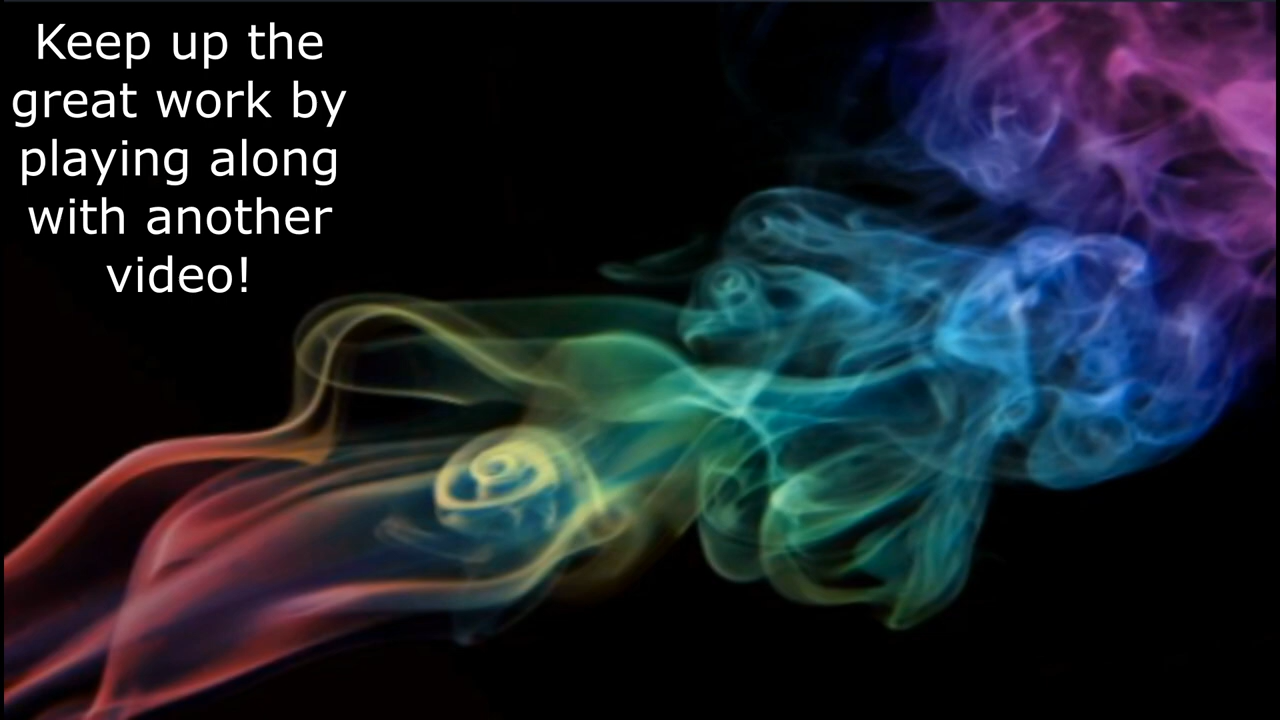 Keep up the
great work by
playing along
with another
video!